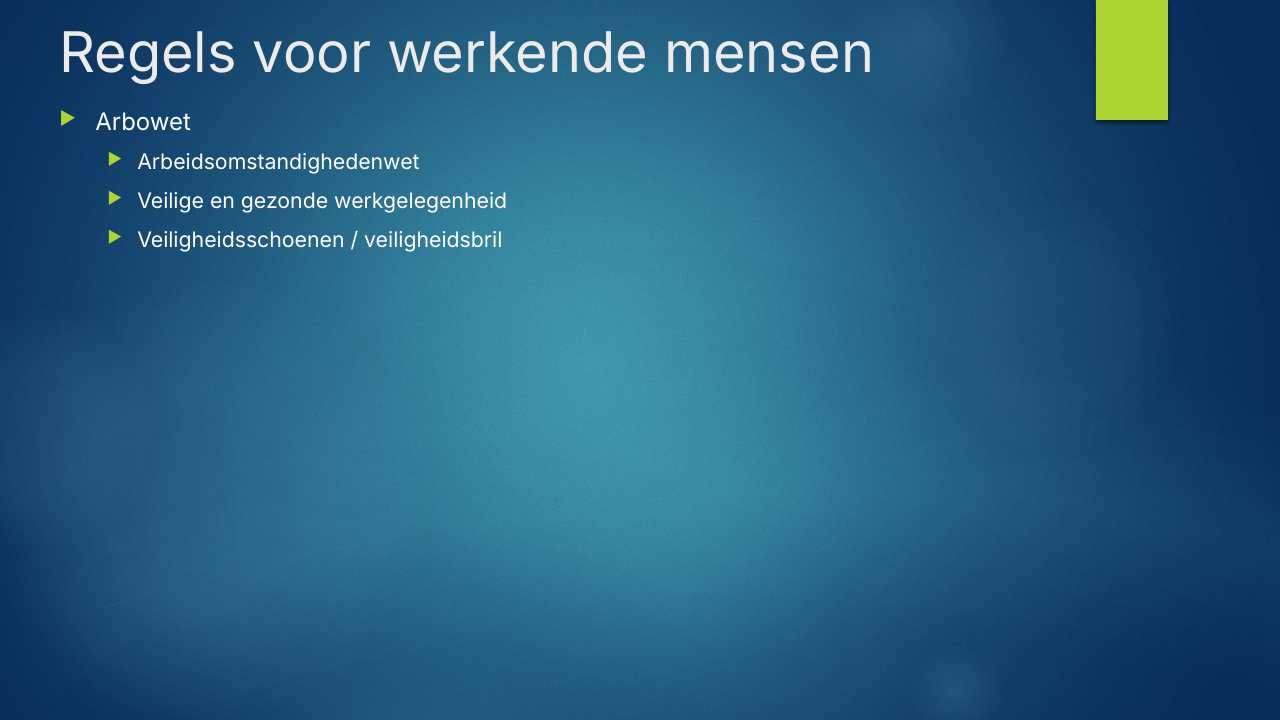 Regels voor werkende mensen
Arbowet
Arbeidsomstandighedenwet
Veilige en gezonde werkgelegenheid
Veiligheidsschoenen / veiligheidsbril